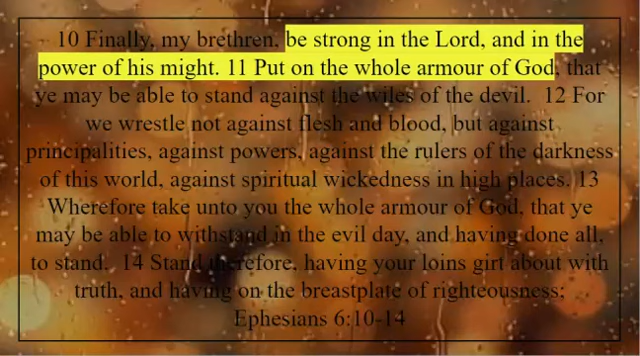 10 Finally, my brethren, be strong in the Lord, and in the
power of his might. 11 Put on the whole armour of God, that
ye may be able to stand against the wiles of the devil. 12 For
we wrestle not against flesh and blood, but against
principalities, against powers, against the rulers of the darkness
of this world, against spiritual wickedness in high places. 13
Wherefore take unto you the whole armour of God, that ye
may be able to withstand in the evil day, and having done all,
to stand. 14 Stand therefore, having your loins girt about with
truth, and having on the breastplate of righteousness;
Ephesians 6:10-14